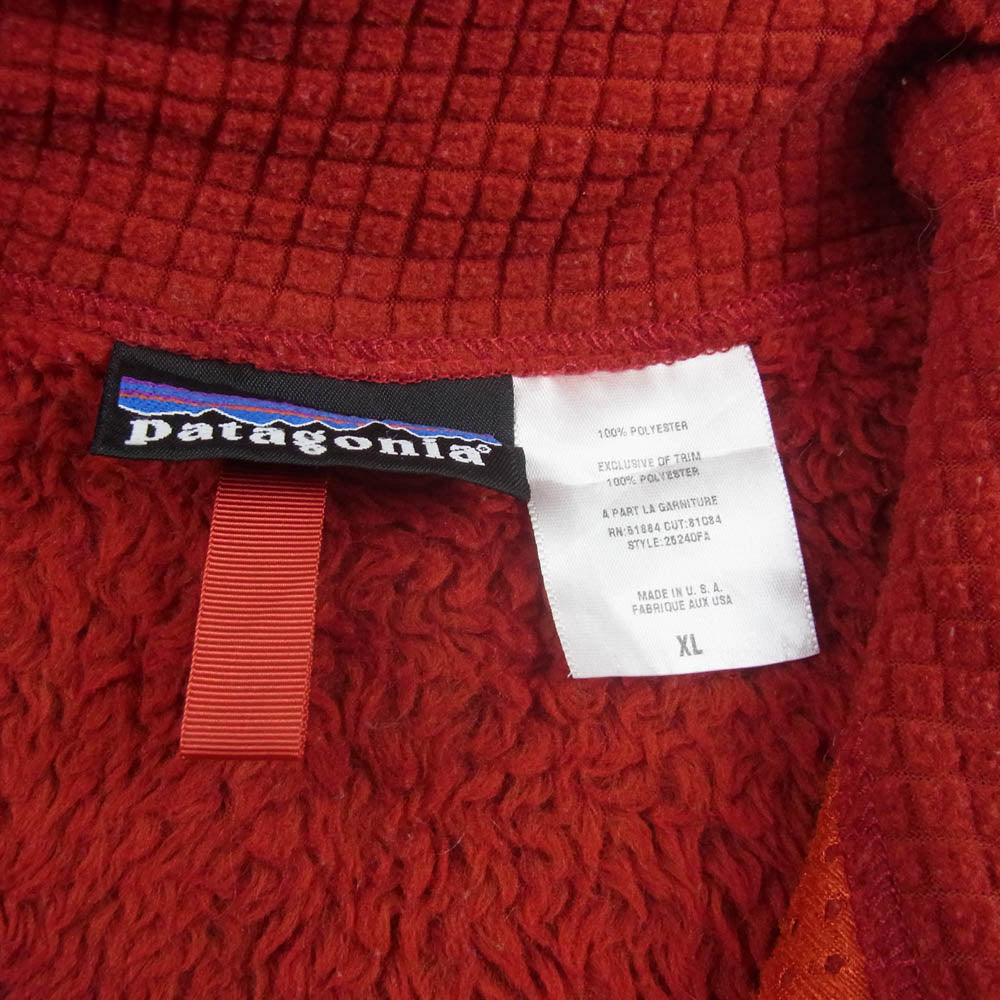 patagonia®
100% POLYESTER
EXCLUSIVE OF TRIM
100% POLYESTER
A PART LA GARNITURE
RN:51884 CUT:81084
STYLE:25240FA
MADE IN U. S. A.
FABRIQUE AUX USA
XL